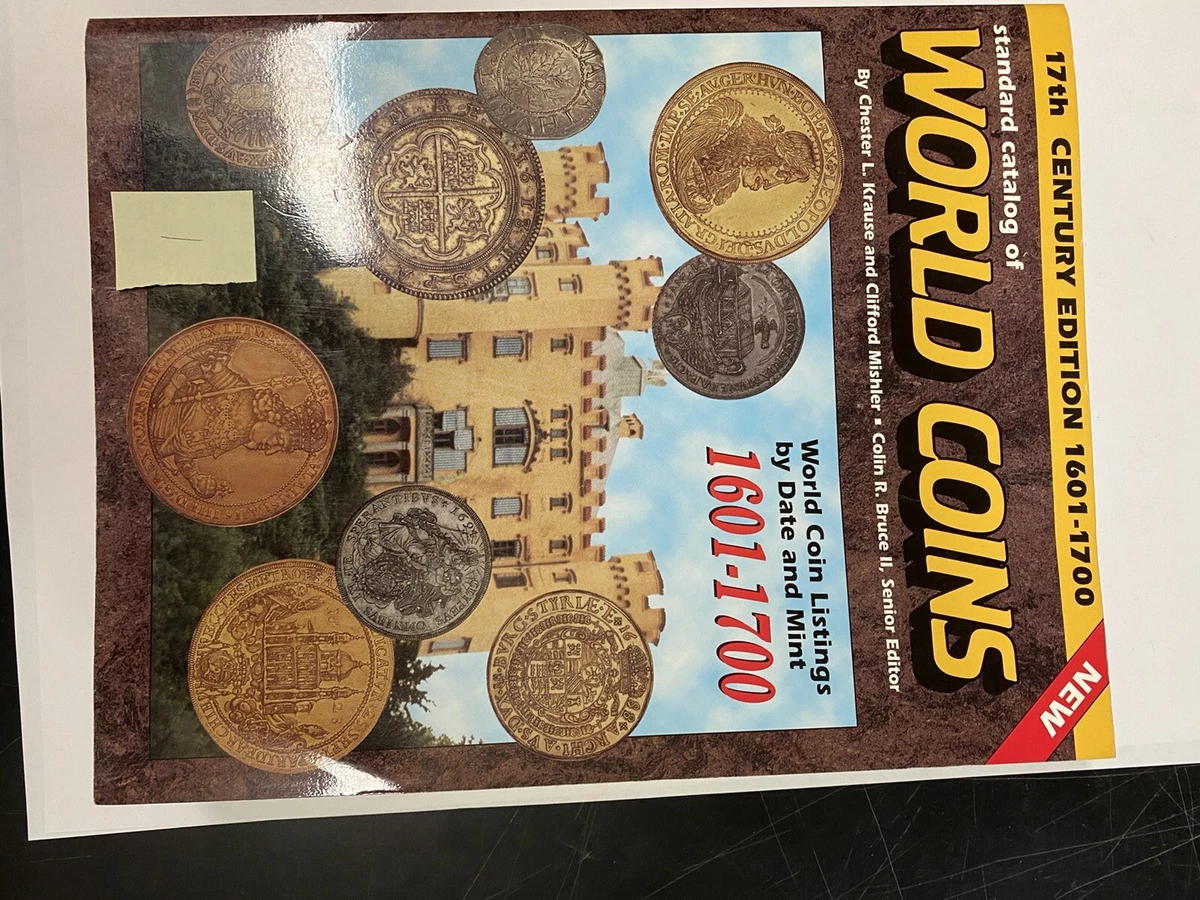 17th CENTURY EDITION 1601-1700
NEW
standard catalog of
WORLD COINS
By Chester L. Krause and Clifford Mishler ▪ Colin R. Bruce II, Senior Editor
World Coin Listings
by Date and Mint
1601-1700